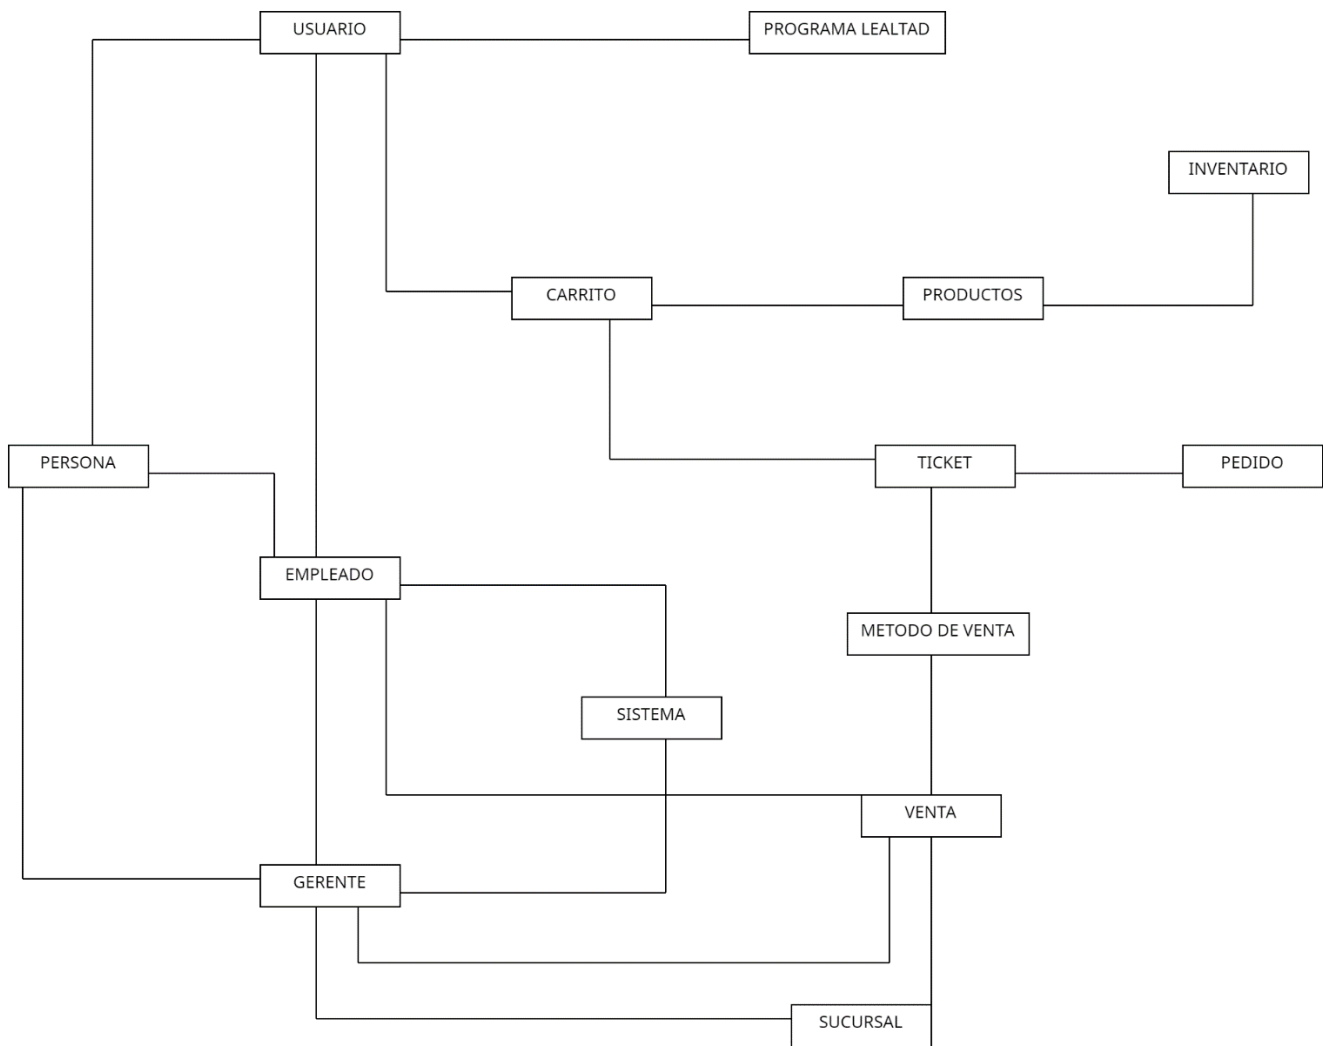 USUARIO
PROGRAMA LEALTAD
INVENTARIO
CARRITO
PRODUCTOS
PERSONA
TICKET
PEDIDO
EMPLEADO
METODO DE VENTA
SISTEMA
VENTA
GERENTE
SUCURSAL